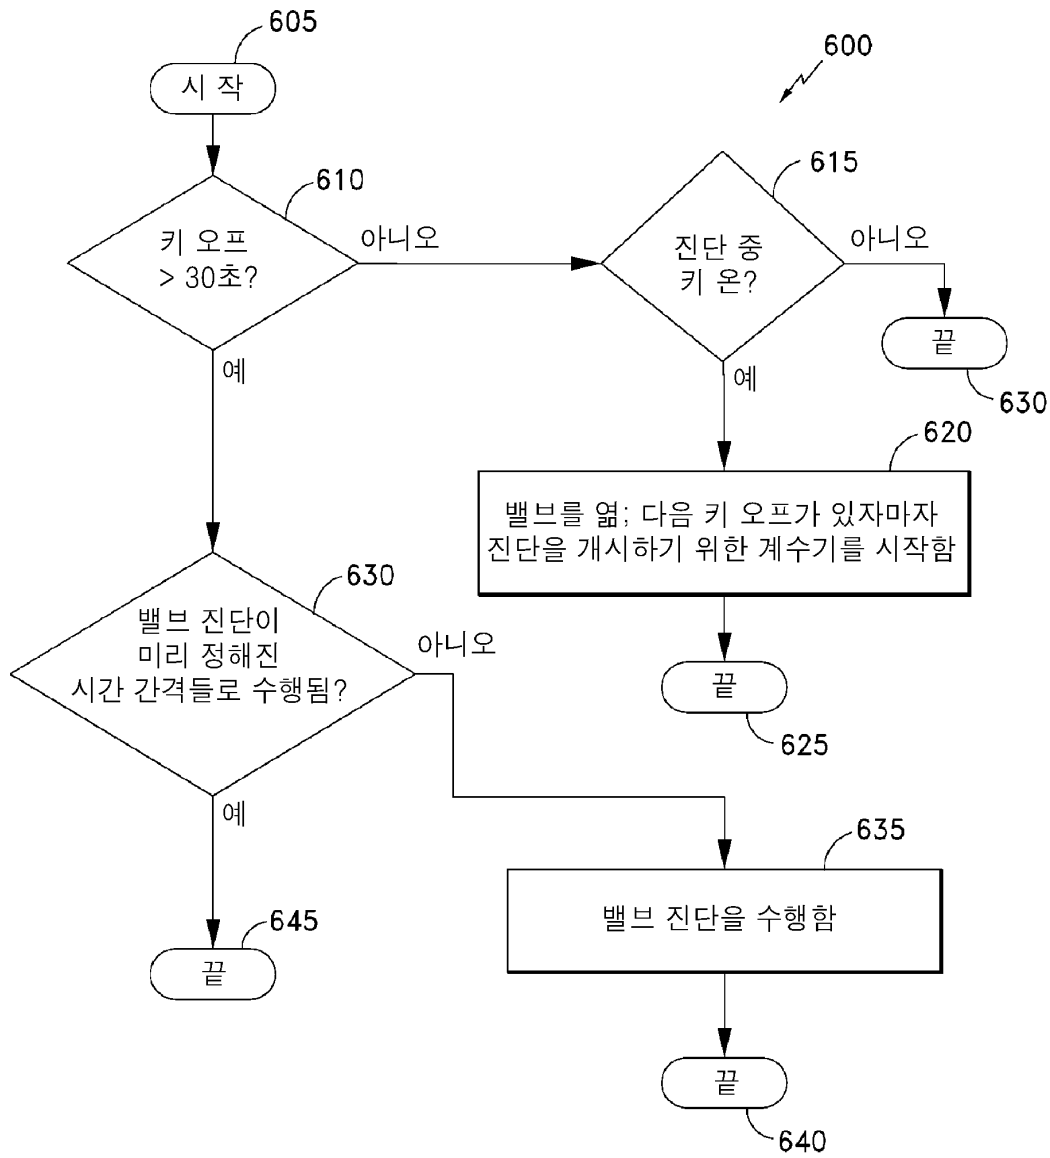 605
시 작
600
610
키 오프
> 30초?
아니오
예
615
진단 중
키 온?
아니오
끝
630
예
620
밸브를 엶; 다음 키 오프가 있자마자
진단을 개시하기 위한 계수기를 시작함
끝
625
630
밸브 진단이
미리 정해진
시간 간격들로 수행됨?
아니오
예
635
밸브 진단을 수행함
645
끝
끝
640